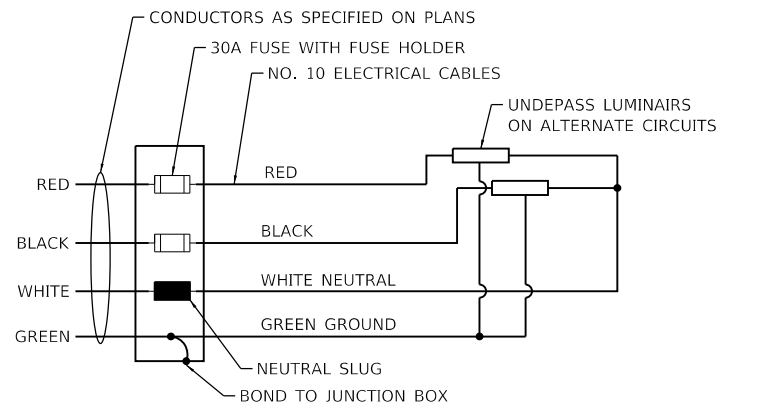 CONDUCTORS AS SPECIFIED ON PLANS
30A FUSE WITH FUSE HOLDER
NO. 10 ELECTRICAL CABLES
UNDEPASS LUMINAIRS
ON ALTERNATE CIRCUITS
RED
RED
BLACK
BLACK
WHITE
WHITE NEUTRAL
GREEN
GREEN GROUND
NEUTRAL SLUG
BOND TO JUNCTION BOX